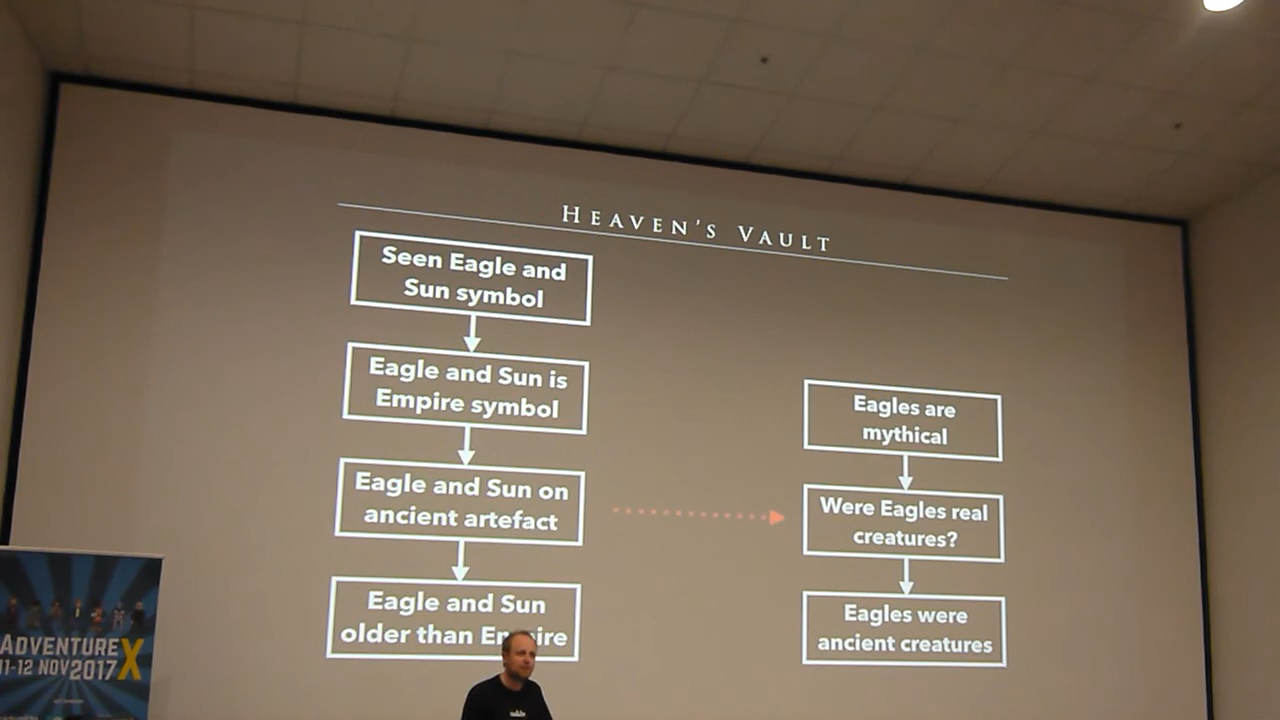 HEAVEN'S VAULT
Seen Eagle and
Sun symbol
Eagle and Sun is
Empire symbol
Eagle and Sun on
ancient artefact
Eagle and Sun
older than Empire
Eagles are
mythical
Were Eagles real
creatures?
Eagles were
ancient creatures
ADVENTUREX
11-12 NOV 2017